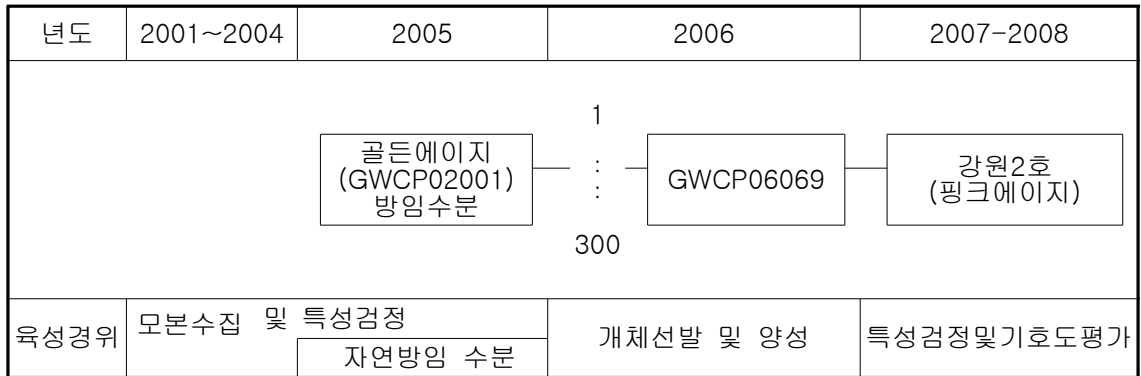 년도 2001~2004 2005 2006 2007-2008
1
골든에이지
(GWCP02001)
방임수분
:
:
GWCP06069
강원2호
(핑크에이지)
300
육성경위 모본수집 및 특성검정 개체선발 및 양성 특성검정및기호도평가
자연방임 수분